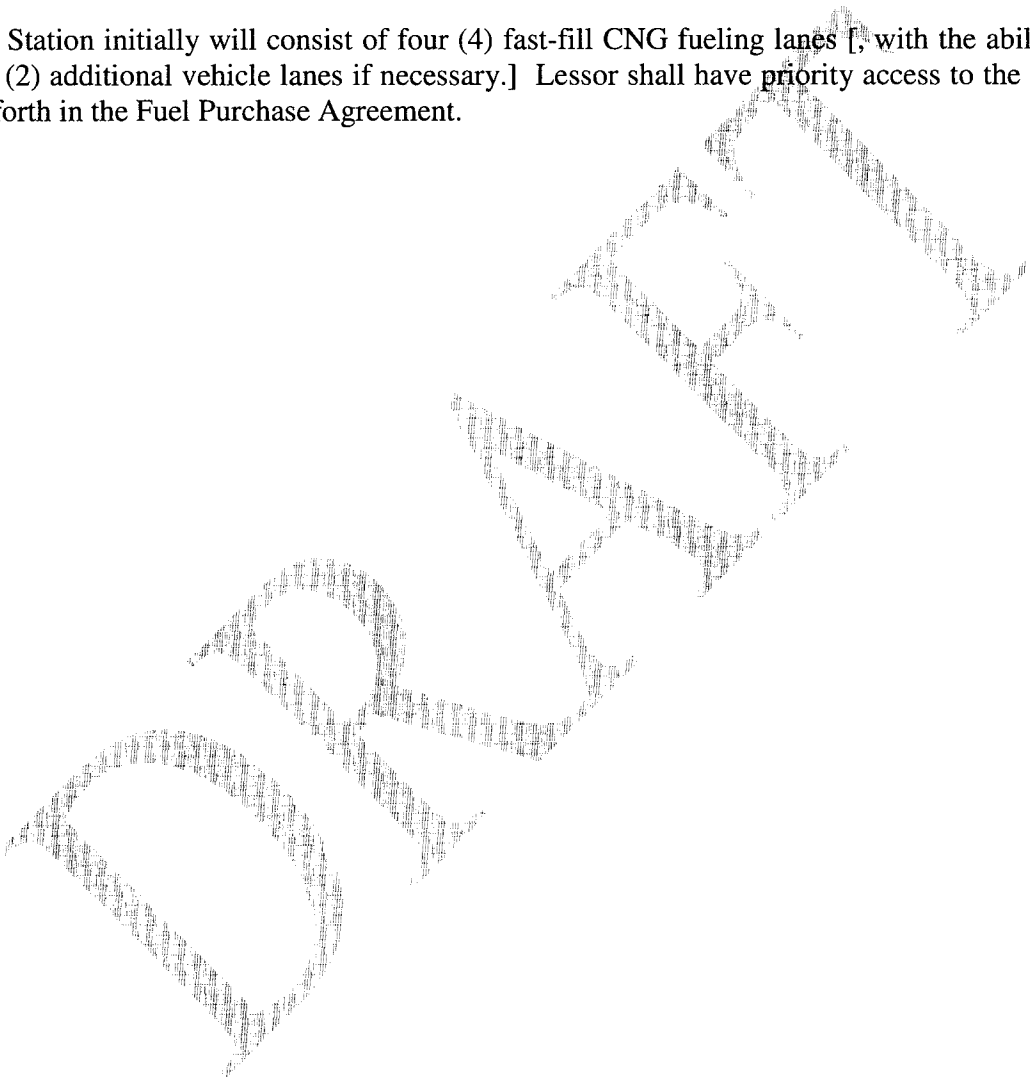 Station initially will consist of four (4) fast-fill CNG fueling lanes [, with the abil
(2) additional vehicle lanes if necessary.] Lessor shall have priority access to the
forth in the Fuel Purchase Agreement.
DRAFT